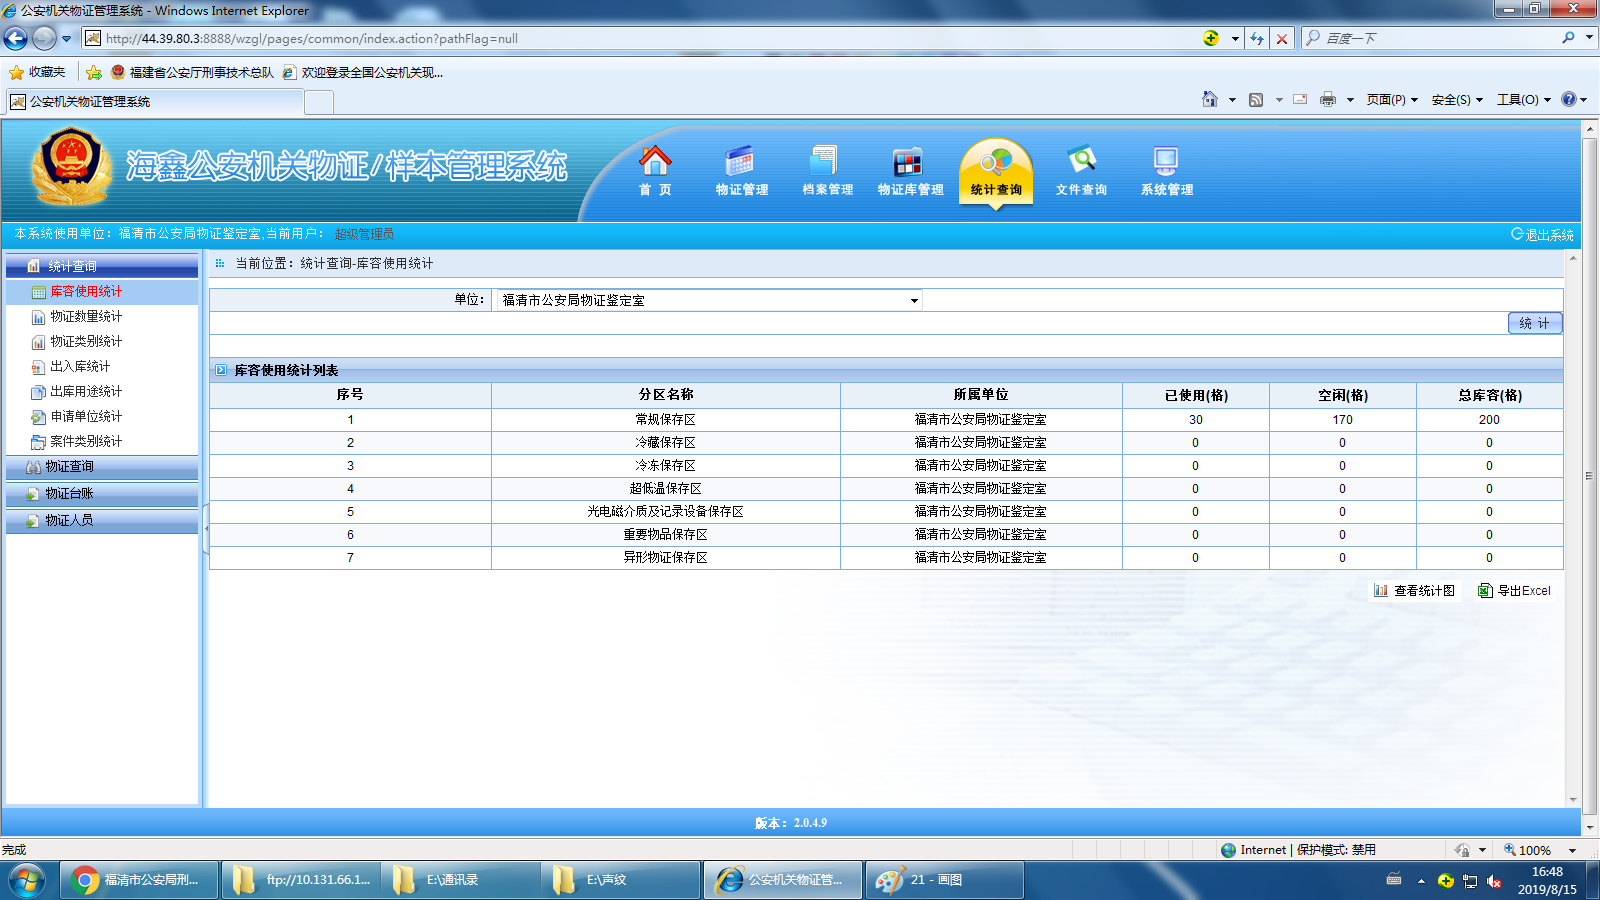 公安机关物证管理系统 - Windows Internet Explorer
http://44.39.80.3:8888/wzgl/pages/common/index.action?pathFlag=null
百度一下
收藏夹
福建省公安厅刑事技术总队
欢迎登录全国公安机关现...
公安机关物证管理系统
页面(P)
安全(S)
工具(O)
海鑫公安机关物证/样本管理系统
首 页
物证管理
档案管理
物证库管理
统计查询
文件查询
系统管理
本系统使用单位：福清市公安局物证鉴定室,当前用户： 超级管理员
退出系统
统计查询
库容使用统计
物证数量统计
物证类别统计
出入库统计
出库用途统计
申请单位统计
案件类别统计
物证查询
物证台账
物证人员
当前位置：统计查询-库容使用统计
单位：
福清市公安局物证鉴定室
统 计
库容使用统计列表
序号 分区名称 所属单位 已使用(格) 空闲(格) 总库容(格)
1 常规保存区 福清市公安局物证鉴定室 30 170 200
2 冷藏保存区 福清市公安局物证鉴定室 0 0 0
3 冷冻保存区 福清市公安局物证鉴定室 0 0 0
4 超低温保存区 福清市公安局物证鉴定室 0 0 0
5 光电磁介质及记录设备保存区 福清市公安局物证鉴定室 0 0 0
6 重要物品保存区 福清市公安局物证鉴定室 0 0 0
7 异形物证保存区 福清市公安局物证鉴定室 0 0 0
查看统计图
导出Excel
版本：2.0.4.9
完成
Internet | 保护模式: 禁用
100%
福清市公安局刑...
ftp://10.131.66.1...
E:\通讯录
E:\声纹
公安机关物证管...
21 - 画图
16:48
2019/8/15